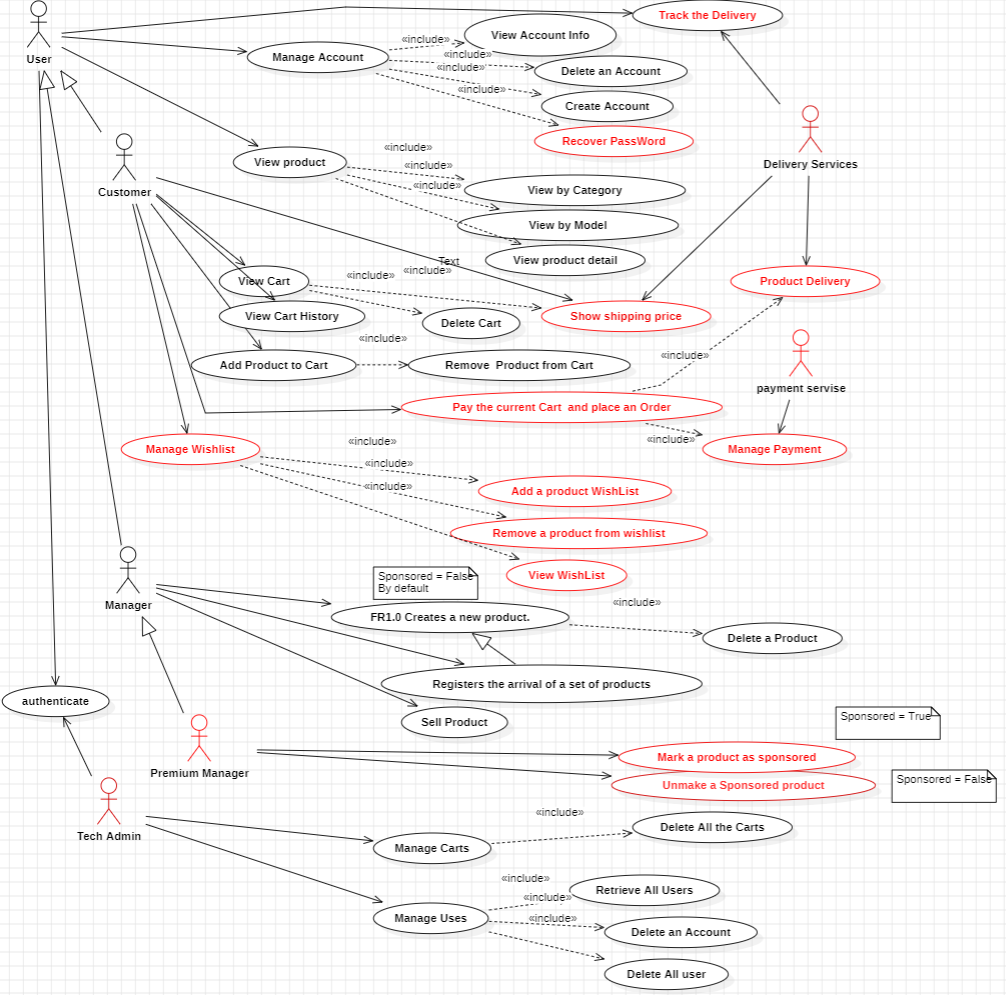 Track the Delivery
User
«include»
View Account Info
Manage Account
«include»
«include»
Delete an Account
«include»
Create Account
Recover PassWord
«include»
View product
Delivery Services
«include»
«include»
View by Category
Customer
View by Model
Text
View product detail
«include»
«include»
View Cart
Product Delivery
View Cart History
Delete Cart
Show shipping price
«include»
«include»
Add Product to Cart
Remove  Product from Cart
payment servise
Pay the current Cart  and place an Order
«include»
«include»
Manage Wishlist
Manage Payment
«include»
«include»
Add a product WishList
Remove a product from wishlist
Sponsored = False
By default
View WishList
Manager
«include»
FR1.0 Creates a new product.
Delete a Product
Registers the arrival of a set of products
authenticate
Sell Product
Sponsored = True
Premium Manager
Mark a product as sponsored
Unmake a Sponsored product
Sponsored = False
Tech Admin
«include»
Delete All the Carts
Manage Carts
«include»
Retrieve All Users
«include»
Manage Uses
«include»
Delete an Account
Delete All user